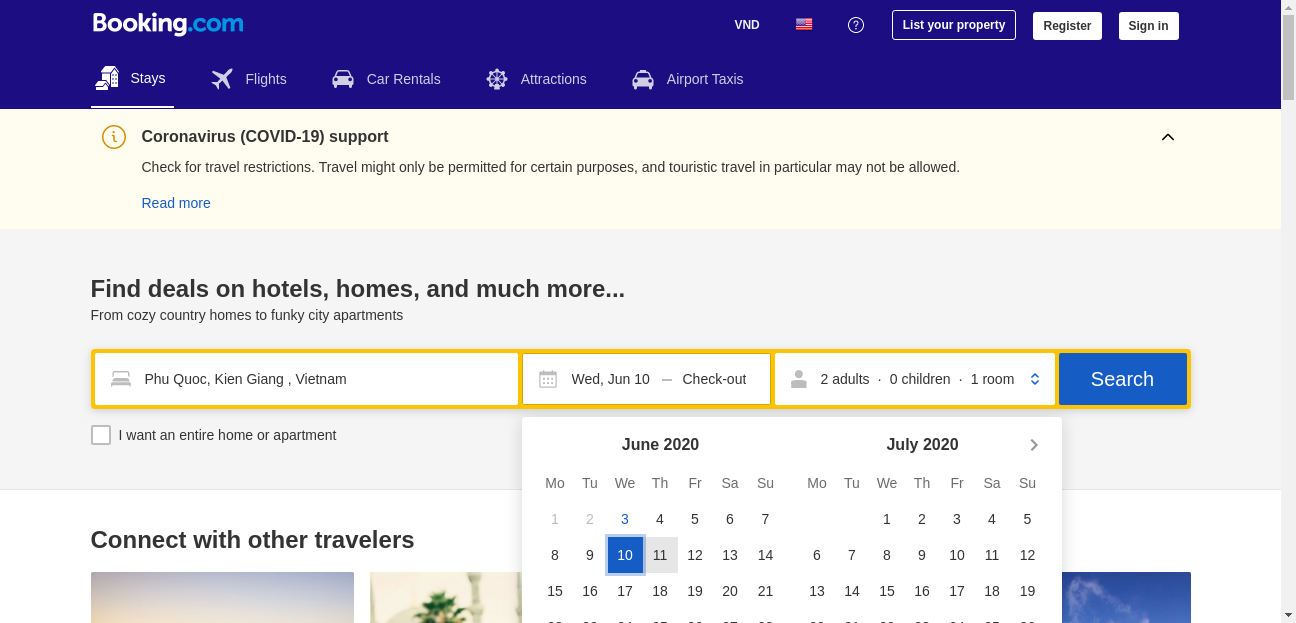 Booking.com
VND
List your property
Register
Sign in
Stays
Flights
Car Rentals
Attractions
Airport Taxis
Coronavirus (COVID-19) support
Check for travel restrictions. Travel might only be permitted for certain purposes, and touristic travel in particular may not be allowed.
Read more
Find deals on hotels, homes, and much more...
From cozy country homes to funky city apartments
Phu Quoc, Kien Giang , Vietnam
Wed, Jun 10 — Check-out
2 adults · 0 children · 1 room
Search
I want an entire home or apartment
June 2020
Mo Tu We Th Fr Sa Su
1 2 3 4 5 6 7
8 9 10 11 12 13 14
15 16 17 18 19 20 21
July 2020
Mo Tu We Th Fr Sa Su
1 2 3 4 5
6 7 8 9 10 11 12
13 14 15 16 17 18 19
Connect with other travelers